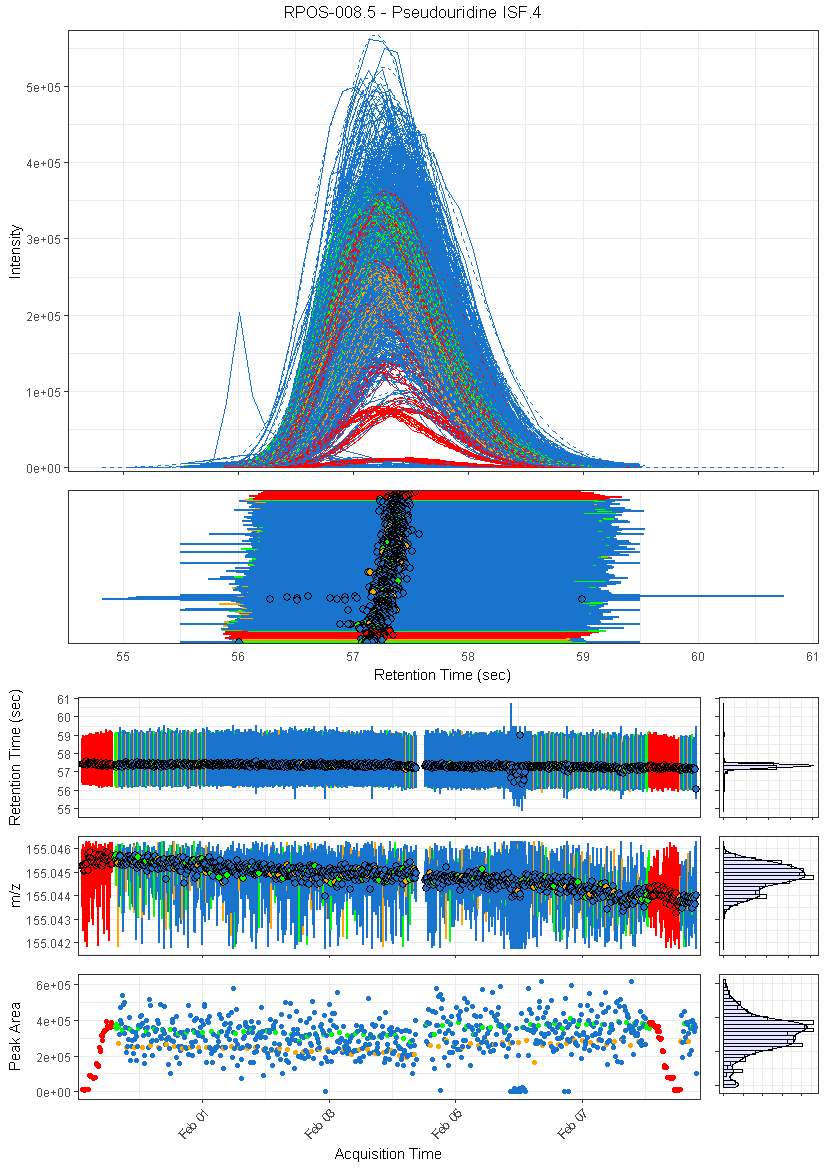 RPOS-008.5 - Pseudouridine ISF.4
Intensity
5e+05
4e+05
3e+05
2e+05
1e+05
0e+00
55
56
57
58
59
60
61
Retention Time (sec)
Retention Time (sec)
61
60
59
58
57
56
55
m/z
155.046
155.045
155.044
155.043
155.042
Peak Area
6e+05
4e+05
2e+05
0e+00
Feb 01
Feb 03
Feb 05
Feb 07
Acquisition Time